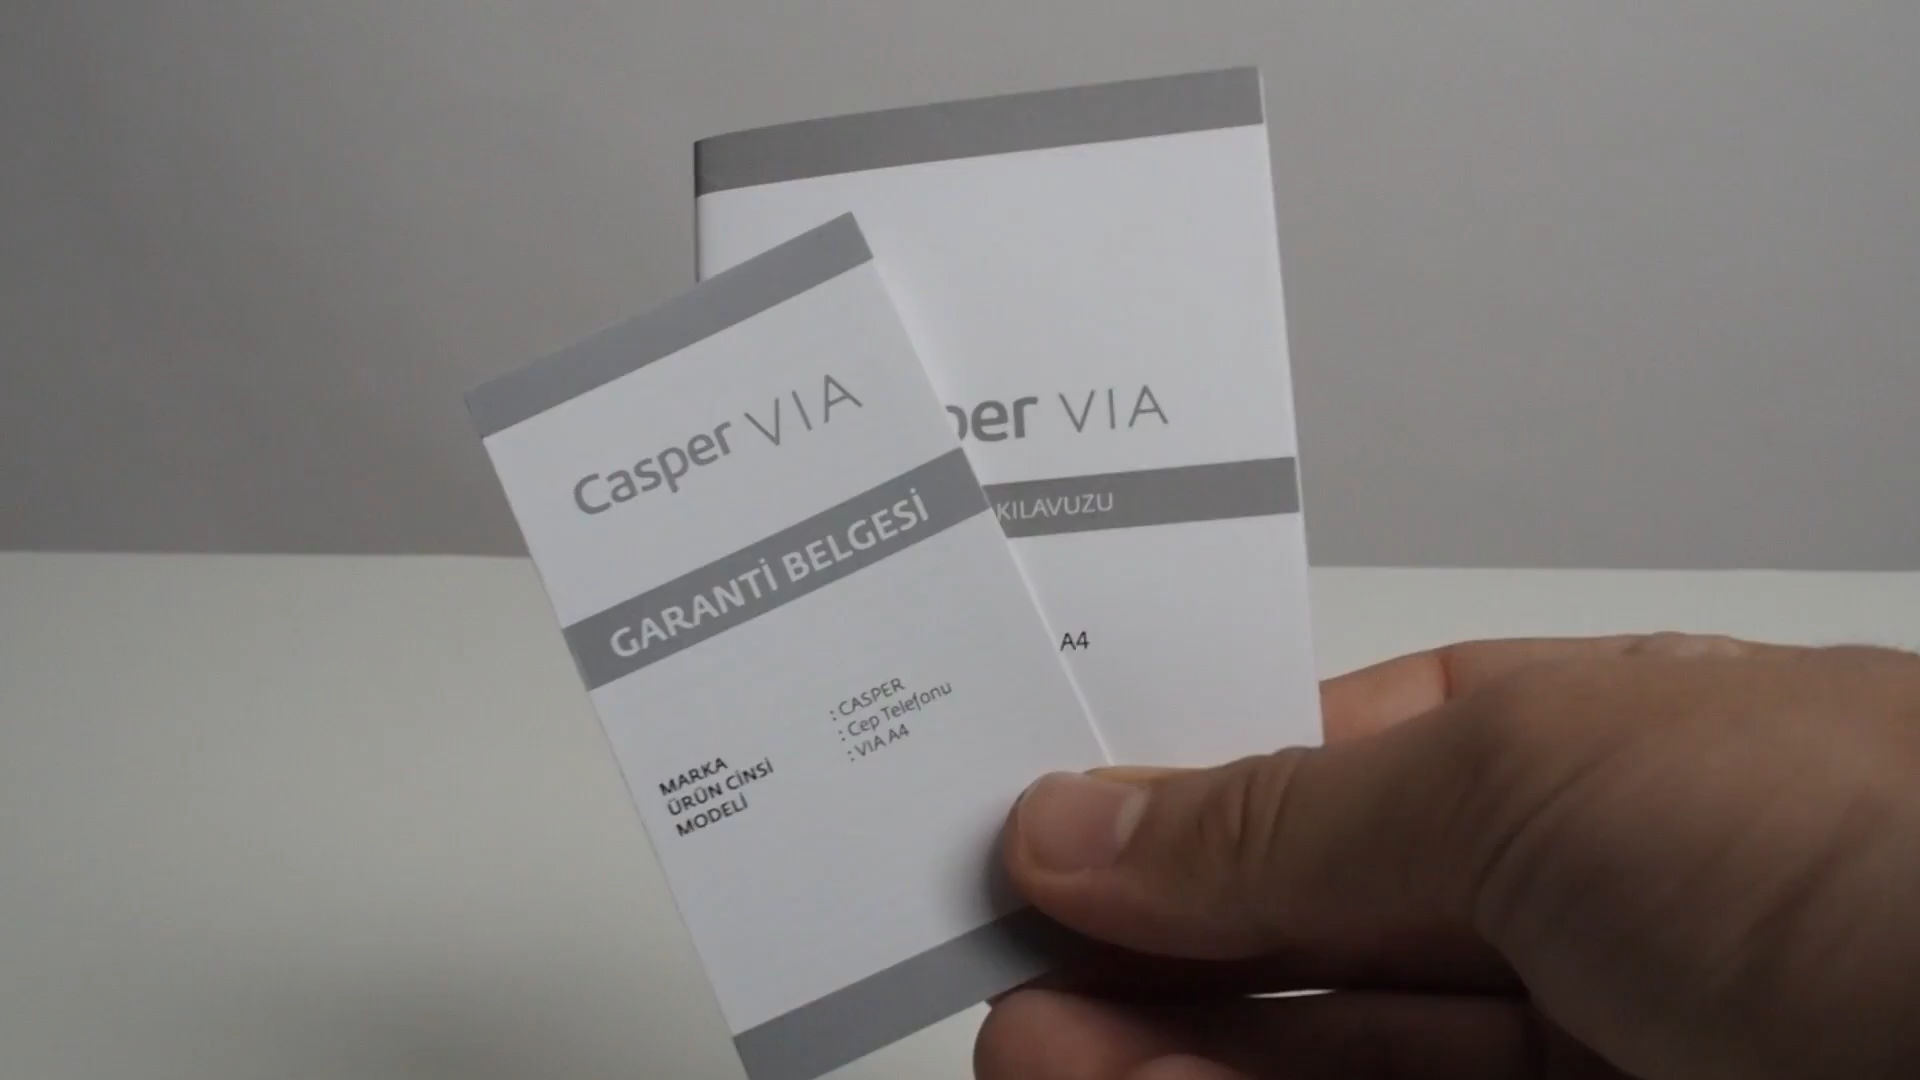 Casper VIA
GARANTİ BELGESİ
MARKA : CASPER
ÜRÜN CİNSİ : Cep Telefonu
MODELİ : VIA A4
per VIA
KILAVUZU
A4